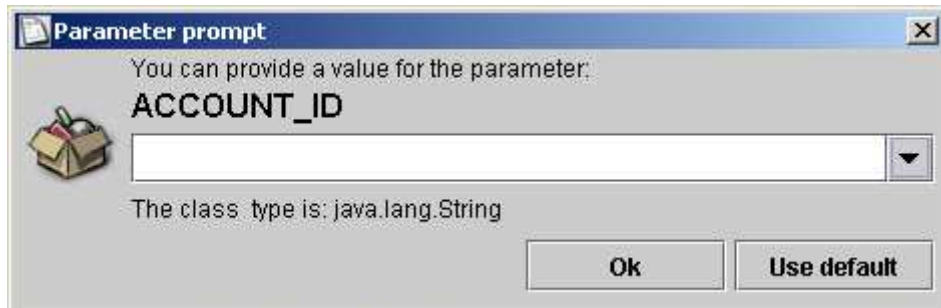 Parameter prompt
You can provide a value for the parameter:
ACCOUNT_ID
The class type is: java.lang.String
Ok
Use default